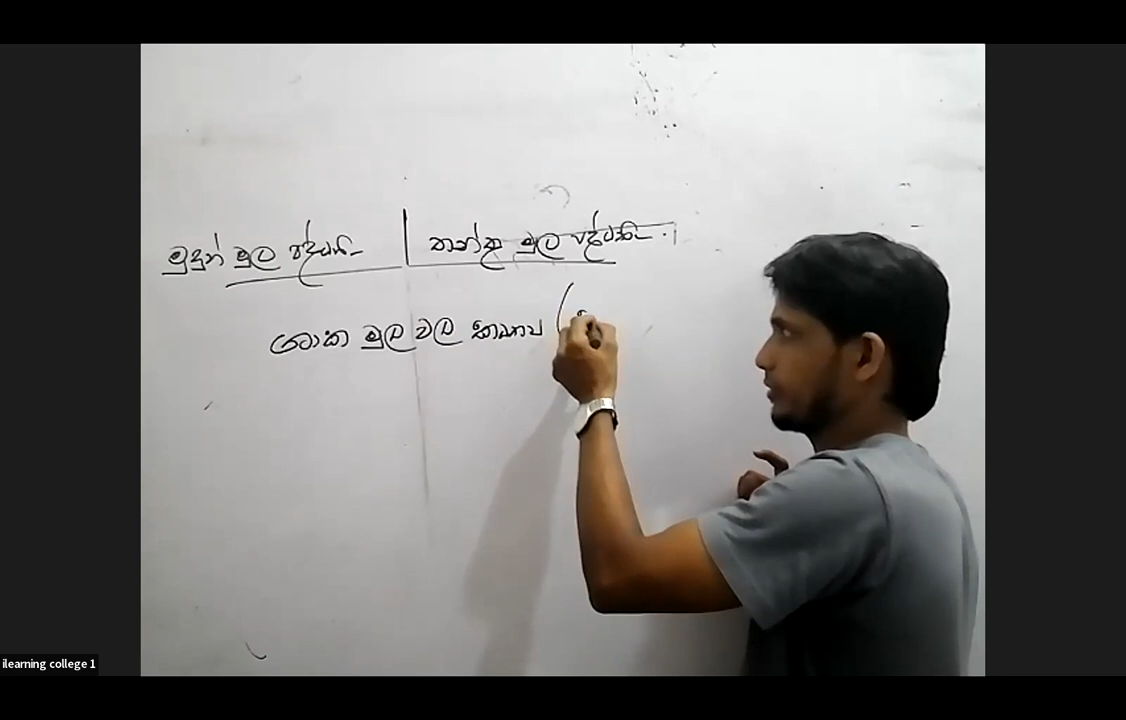 මුදුන් මුල පද්ධති
තන්තු මුල පද්ධති
ශාක මුල වල කෘත්‍ය (
ilearning college 1